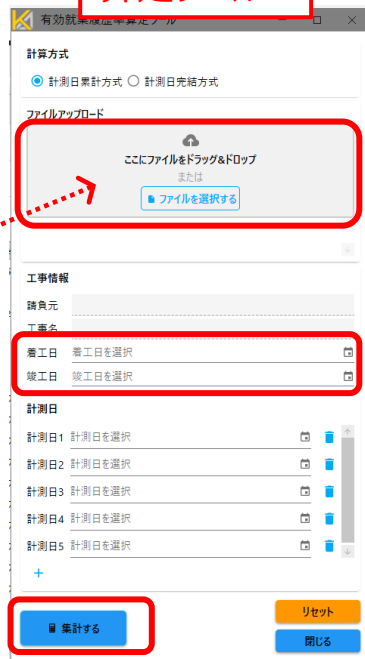 有効就業履歴率算定ツール
計算方式
計測日累計方式 計測日完結方式
ファイルアップロード
ここにファイルをドラッグ&ドロップ
または
ファイルを選択する
工事情報
請負元
工事名
着工日 着工日を選択
竣工日 竣工日を選択
計測日
計測日1 計測日を選択
計測日2 計測日を選択
計測日3 計測日を選択
計測日4 計測日を選択
計測日5 計測日を選択
+
集計する
リセット
閉じる